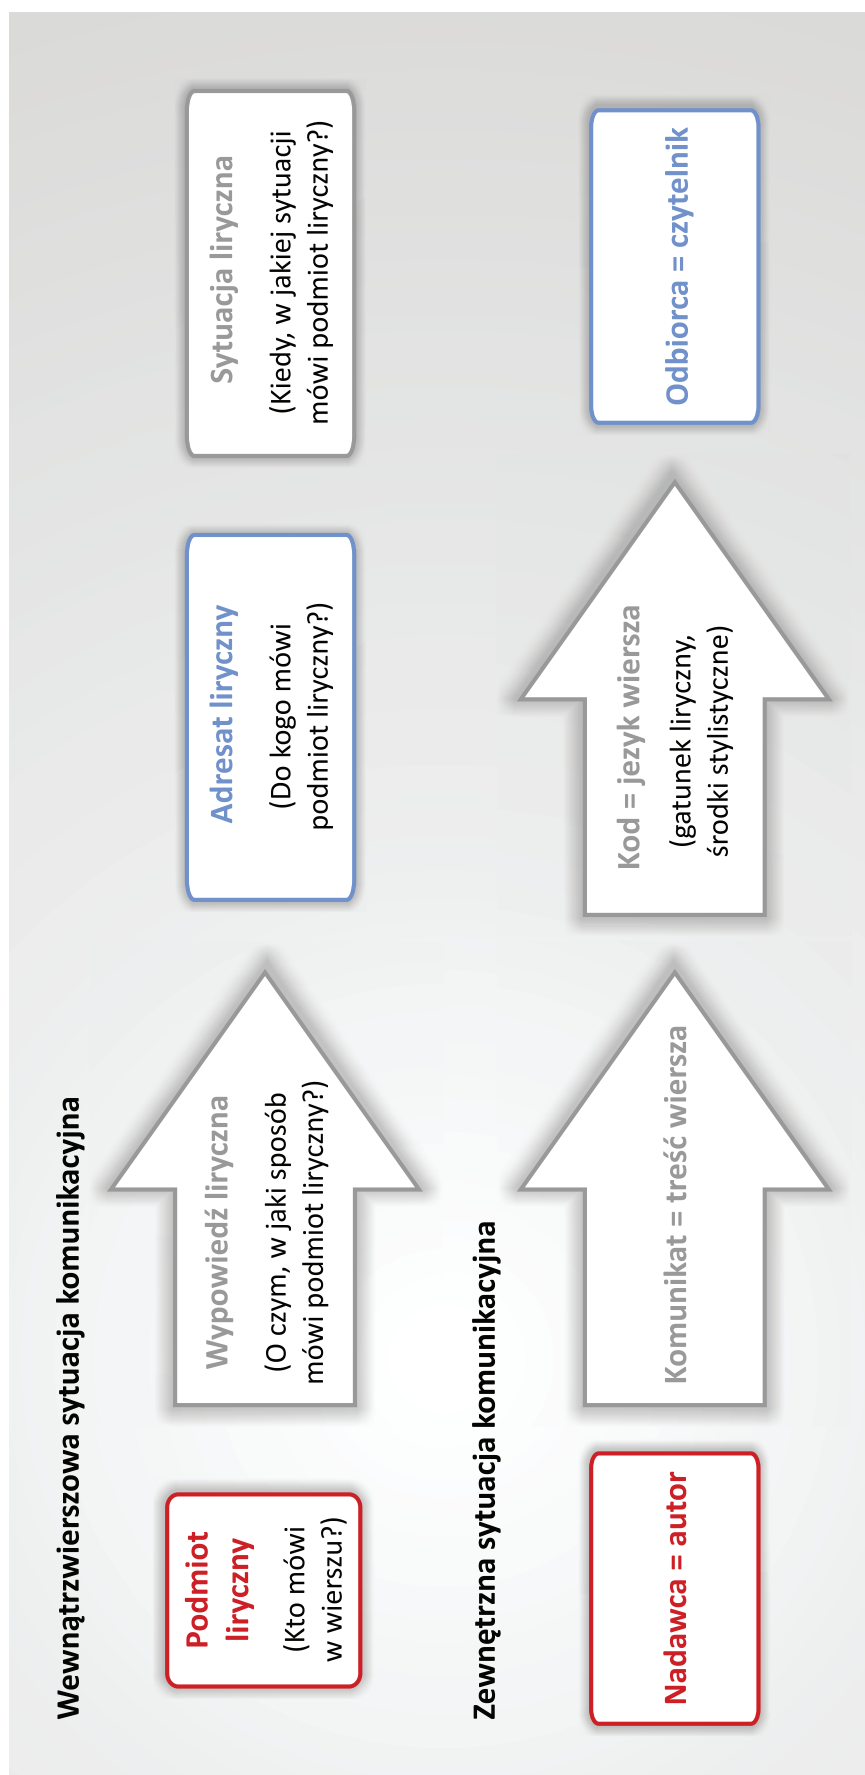 Wewnątrzwierszowa sytuacja komunikacyjna
Podmiot
liryczny
(Kto mówi
w wierszu?)
Wypowiedź liryczna
(O czym, w jaki sposób
mówi podmiot liryczny?)
Adresat liryczny
(Do kogo mówi
podmiot liryczny?)
Sytuacja liryczna
(Kiedy, w jakiej sytuacji
mówi podmiot liryczny?)
Zewnętrzna sytuacja komunikacyjna
Nadawca = autor
Komunikat = treść wiersza
Kod = jezyk wiersza
(gatunek liryczny,
środki stylistyczne)
Odbiorca = czytelnik